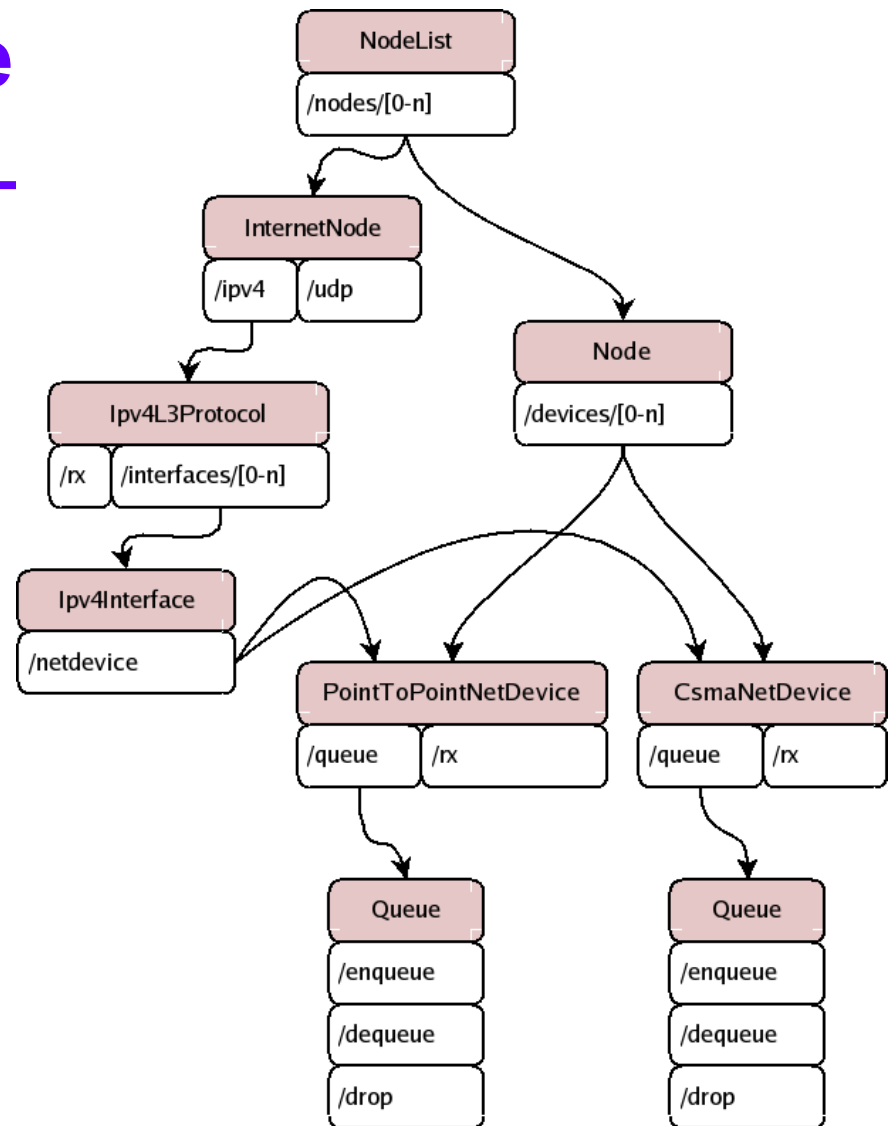 e
NodeList
/nodes/[0-n]
InternetNode
/ipv4 /udp
Node
/devices/[0-n]
Ipv4L3Protocol
/rx /interfaces/[0-n]
Ipv4Interface
/netdevice
PointToPointNetDevice
/queue /rx
CsmaNetDevice
/queue /rx
Queue
/enqueue
/dequeue
/drop
Queue
/enqueue
/dequeue
/drop